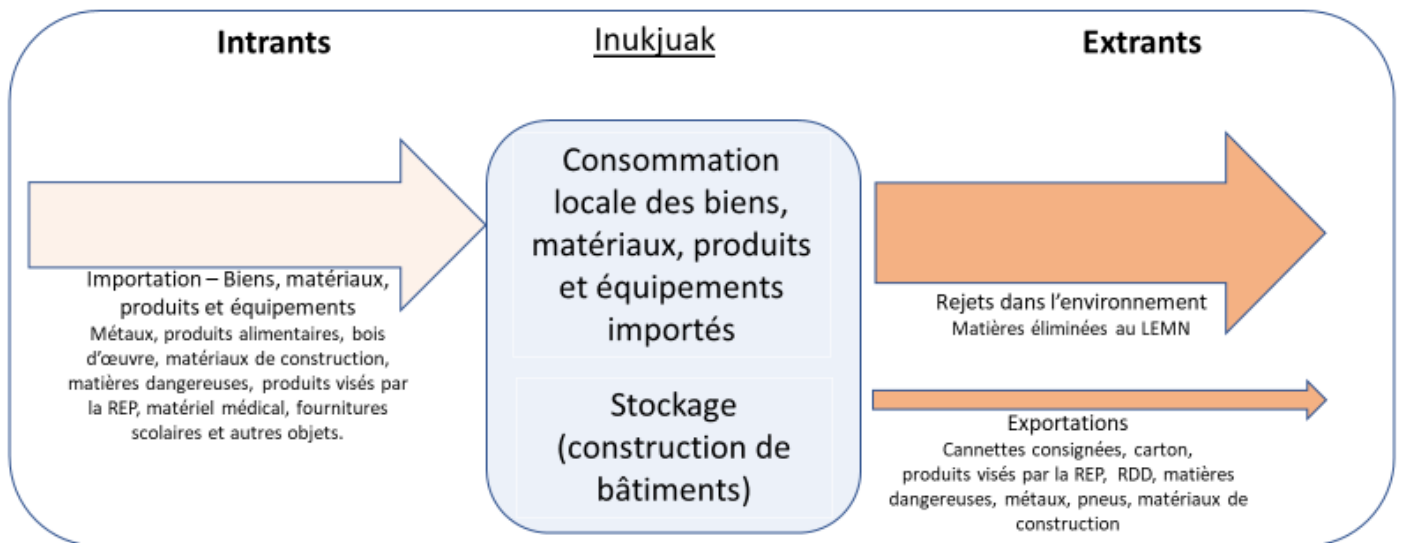 Intrants
Inukjuak
Extrants
Importation – Biens, matériaux,
produits et équipements
Métaux, produits alimentaires, bois
d’œuvre, matériaux de construction,
matières dangereuses, produits visés par
la REP, matériel médical, fournitures
scolaires et autres objets.
Consommation
locale des biens,
matériaux, produits
et équipements
importés
Stockage
(construction de
bâtiments)
Rejets dans l’environnement
Matières éliminées au LEMN
Exportations
Cannettes consignées, carton,
produits visés par la REP, RDD, matières
dangereuses, métaux, pneus, matériaux de
construction